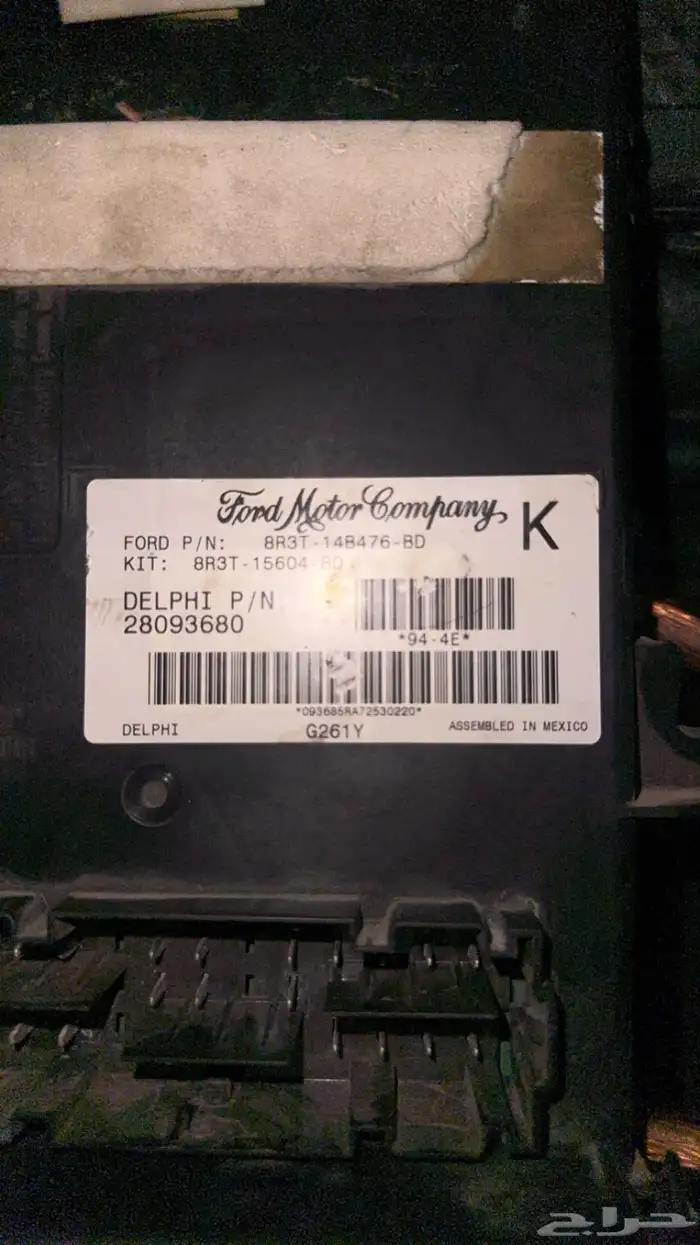 Ford Motor Company
K
FORD P/N: 8R3T-14B476-BD
KIT: 8R3T-15604-BD
DELPHI P/N
28093680
*94-4E*
*093685RA72530220*
DELPHI G261Y ASSEMBLED IN MEXICO
حراج